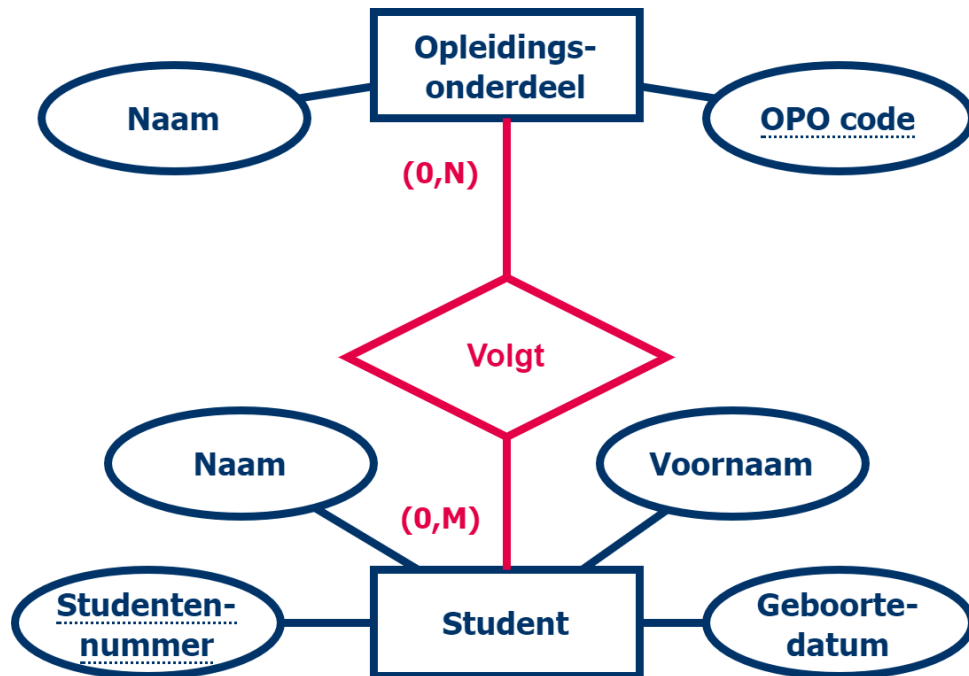 Opleidings-
onderdeel
Naam
OPO code
(0,N)
Volgt
Naam
Voornaam
(0,M)
Studenten-
nummer
Student
Geboorte-
datum